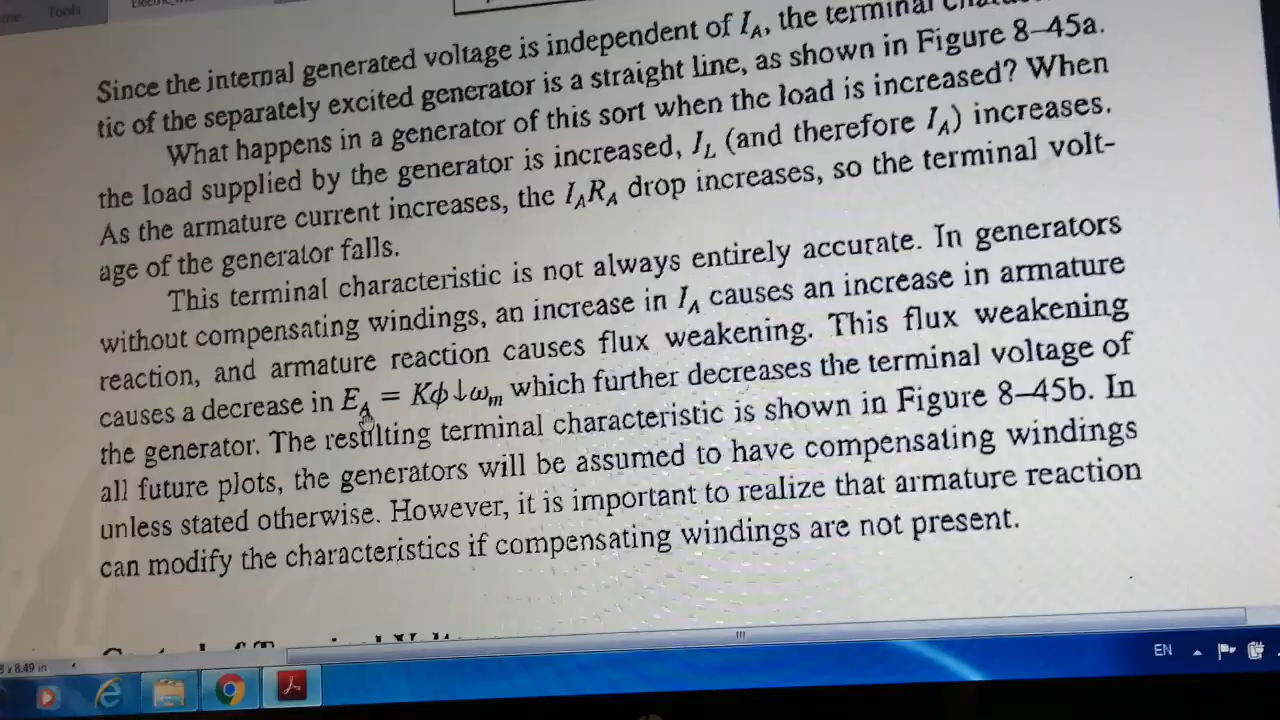 Tools
Since the internal generated voltage is independent of I_A, the terminal
tic of the separately excited generator is a straight line, as shown in Figure 8–45a.
What happens in a generator of this sort when the load is increased? When
the load supplied by the generator is increased, I_L (and therefore I_A) increases.
As the armature current increases, the I_A R_A drop increases, so the terminal volt-
age of the generator falls.
This terminal characteristic is not always entirely accurate. In generators
without compensating windings, an increase in I_A causes an increase in armature
reaction, and armature reaction causes flux weakening. This flux weakening
causes a decrease in E_A = Kϕ↓ω_m which further decreases the terminal voltage of
the generator. The resulting terminal characteristic is shown in Figure 8–45b. In
all future plots, the generators will be assumed to have compensating windings
unless stated otherwise. However, it is important to realize that armature reaction
can modify the characteristics if compensating windings are not present.
x 8.49 in
EN